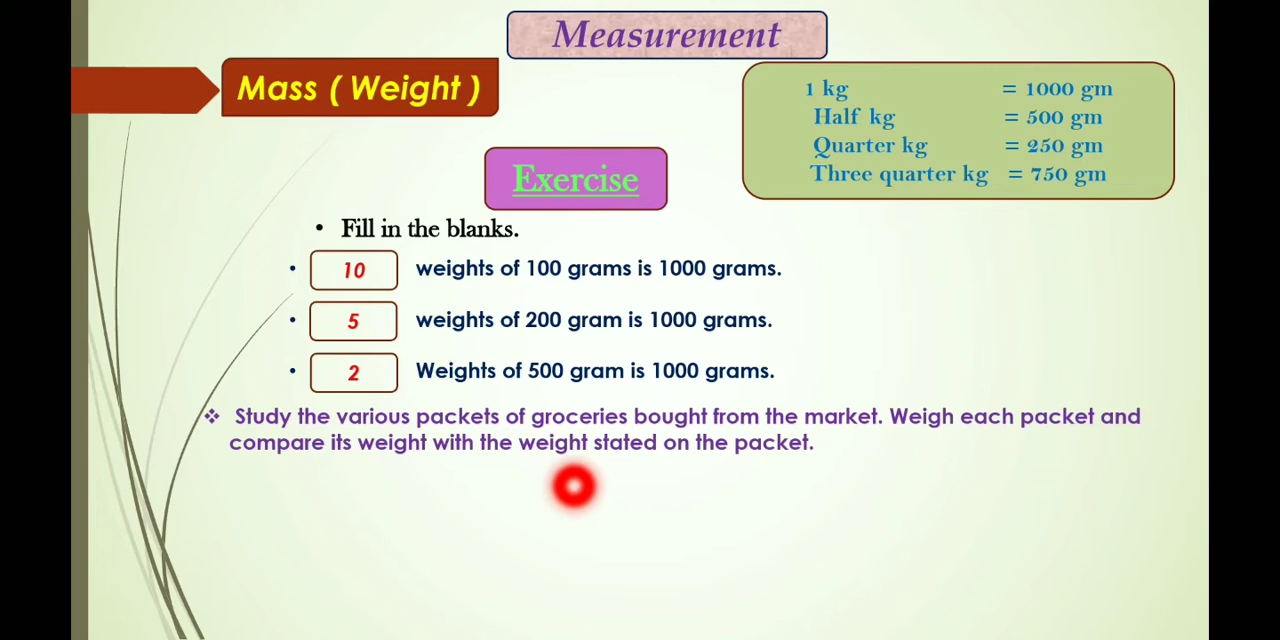 Measurement
Mass ( Weight )
1 kg = 1000 gm
Half kg = 500 gm
Quarter kg = 250 gm
Three quarter kg = 750 gm
Exercise
• Fill in the blanks.
• 10 weights of 100 grams is 1000 grams.
• 5 weights of 200 gram is 1000 grams.
• 2 Weights of 500 gram is 1000 grams.
❖ Study the various packets of groceries bought from the market. Weigh each packet and
compare its weight with the weight stated on the packet.